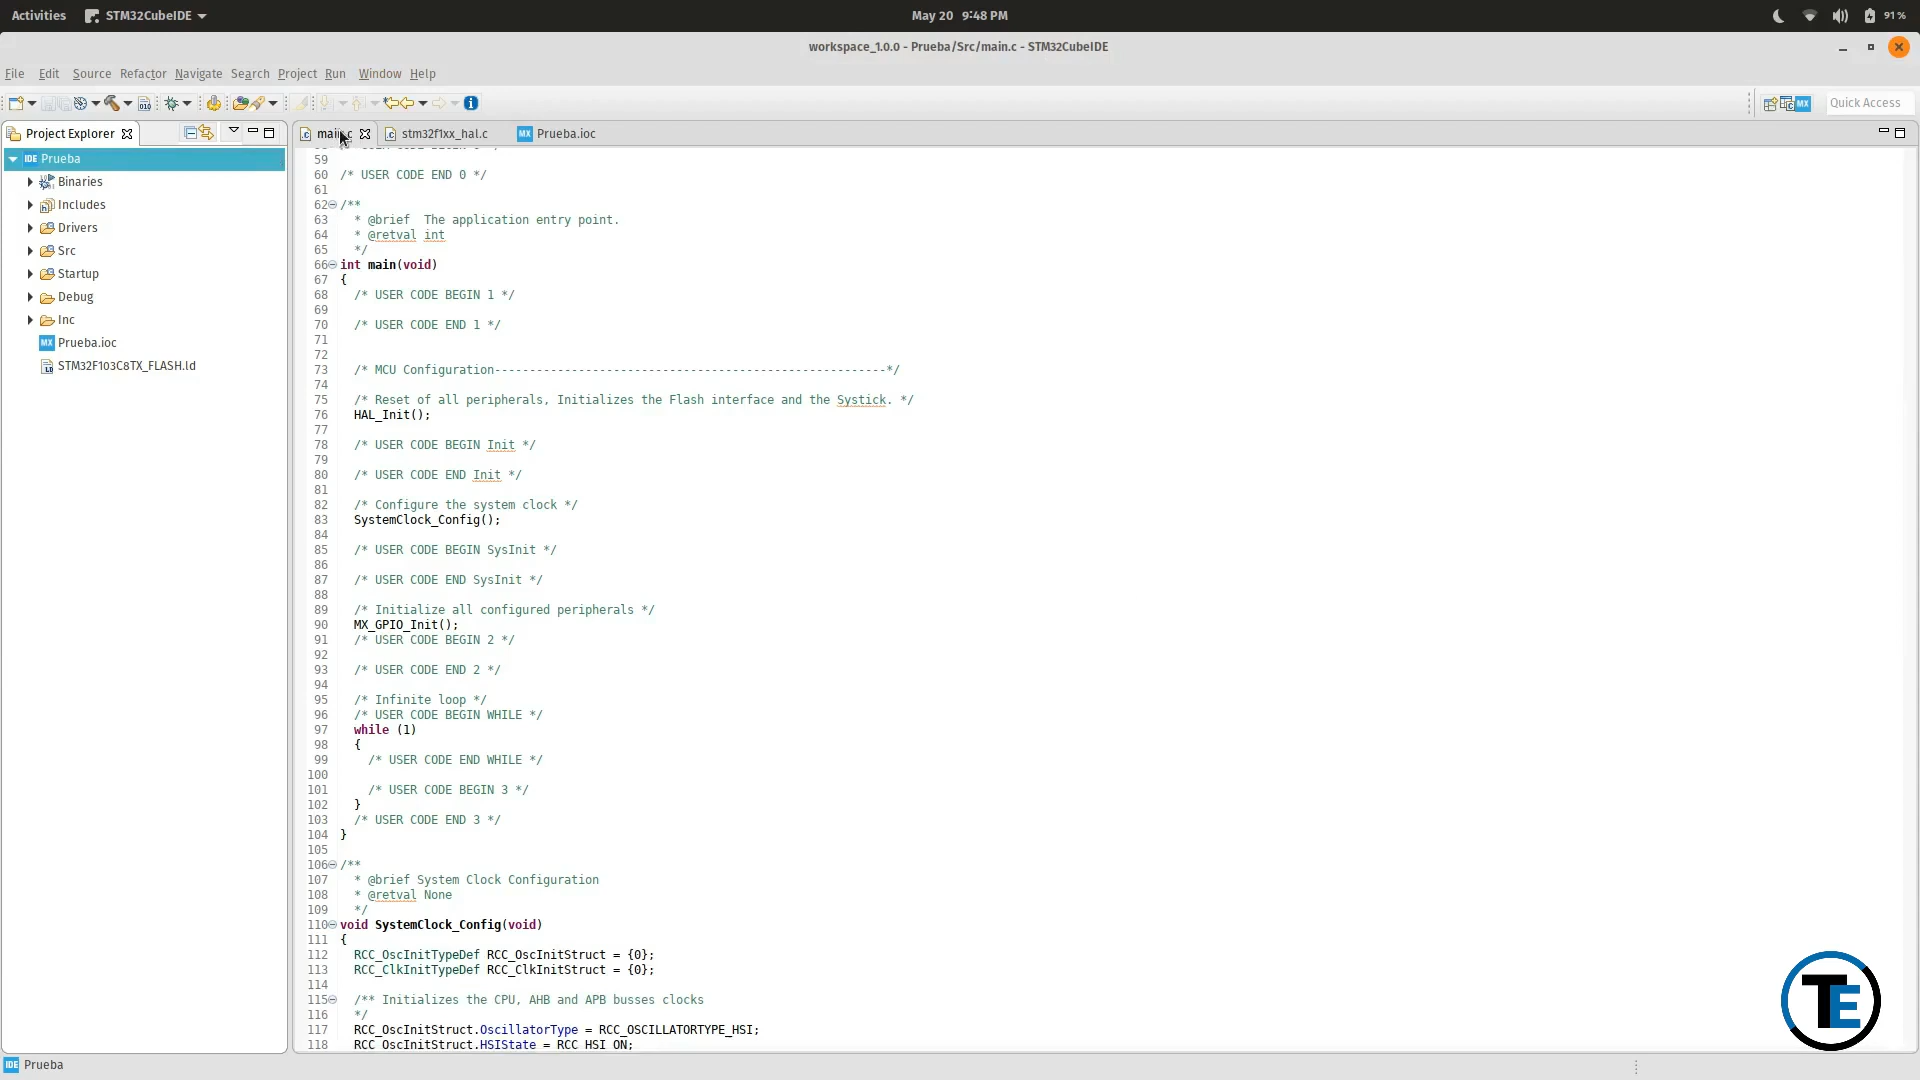 Activities STM32CubeIDE May 20 9:48 PM 91 %
workspace_1.0.0 - Prueba/Src/main.c - STM32CubeIDE
File Edit Source Refactor Navigate Search Project Run Window Help
Quick Access
Project Explorer
Prueba
Binaries
Includes
Drivers
Src
Startup
Debug
Inc
MX Prueba.ioc
STM32F103C8TX_FLASH.ld
main.c stm32f1xx_hal.c MX Prueba.ioc
59
60 /* USER CODE END 0 */
61
62 /**
63 * @brief  The application entry point.
64 * @retval int
65 */
66 int main(void)
67 {
68 /* USER CODE BEGIN 1 */
69
70 /* USER CODE END 1 */
71
72
73 /* MCU Configuration--------------------------------------------------------*/
74
75 /* Reset of all peripherals, Initializes the Flash interface and the Systick. */
76 HAL_Init();
77
78 /* USER CODE BEGIN Init */
79
80 /* USER CODE END Init */
81
82 /* Configure the system clock */
83 SystemClock_Config();
84
85 /* USER CODE BEGIN SysInit */
86
87 /* USER CODE END SysInit */
88
89 /* Initialize all configured peripherals */
90 MX_GPIO_Init();
91 /* USER CODE BEGIN 2 */
92
93 /* USER CODE END 2 */
94
95 /* Infinite loop */
96 /* USER CODE BEGIN WHILE */
97 while (1)
98 {
99 /* USER CODE END WHILE */
100
101 /* USER CODE BEGIN 3 */
102 }
103 /* USER CODE END 3 */
104 }
105
106 /**
107 * @brief System Clock Configuration
108 * @retval None
109 */
110 void SystemClock_Config(void)
111 {
112 RCC_OscInitTypeDef RCC_OscInitStruct = {0};
113 RCC_ClkInitTypeDef RCC_ClkInitStruct = {0};
114
115 /** Initializes the CPU, AHB and APB busses clocks
116 */
117 RCC_OscInitStruct.OscillatorType = RCC_OSCILLATORTYPE_HSI;
118 RCC_OscInitStruct.HSIState = RCC_HSI_ON;
TE
IDE Prueba